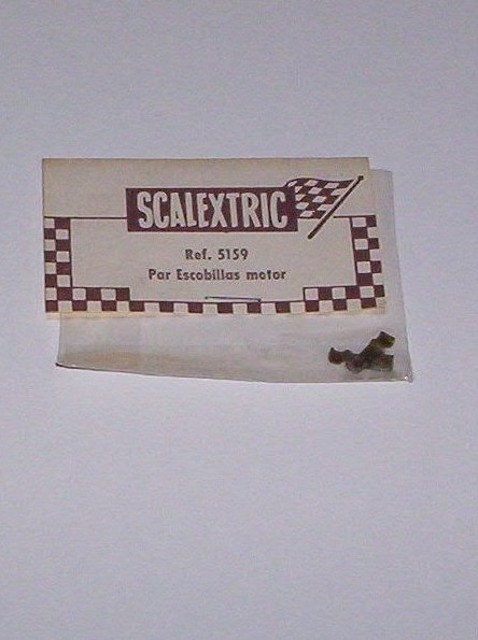 SCALEXTRIC
Ref. 5159
Par Escobillas motor